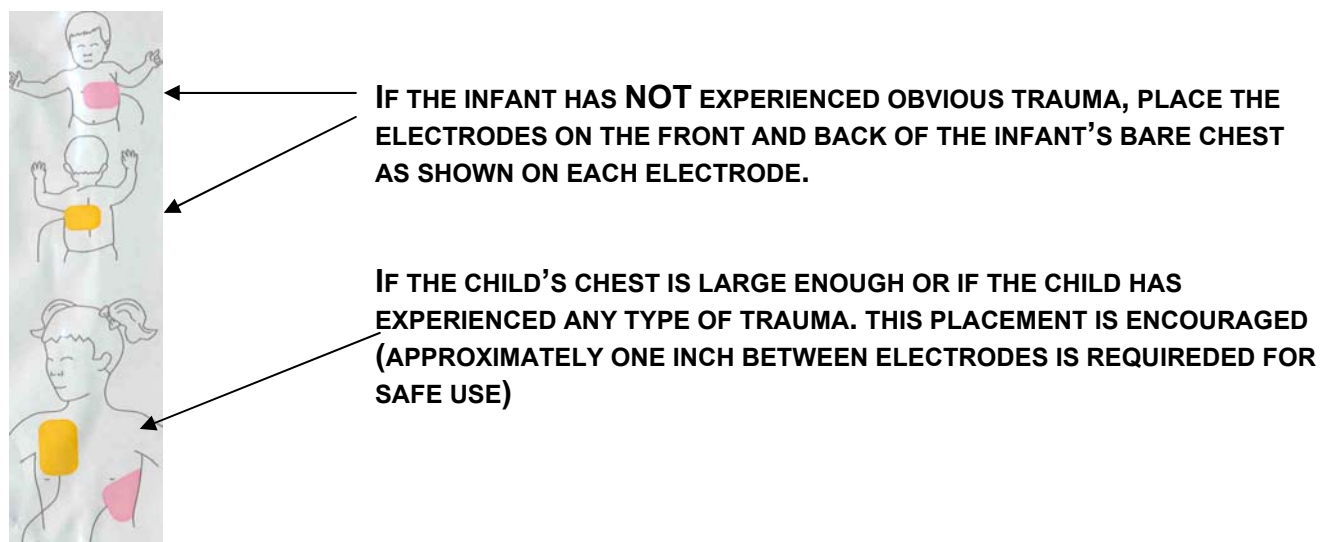 IF THE INFANT HAS NOT EXPERIENCED OBVIOUS TRAUMA, PLACE THE
ELECTRODES ON THE FRONT AND BACK OF THE INFANT'S BARE CHEST
AS SHOWN ON EACH ELECTRODE.
IF THE CHILD'S CHEST IS LARGE ENOUGH OR IF THE CHILD HAS
EXPERIENCED ANY TYPE OF TRAUMA. THIS PLACEMENT IS ENCOURAGED
(APPROXIMATELY ONE INCH BETWEEN ELECTRODES IS REQUIREDED FOR
SAFE USE)